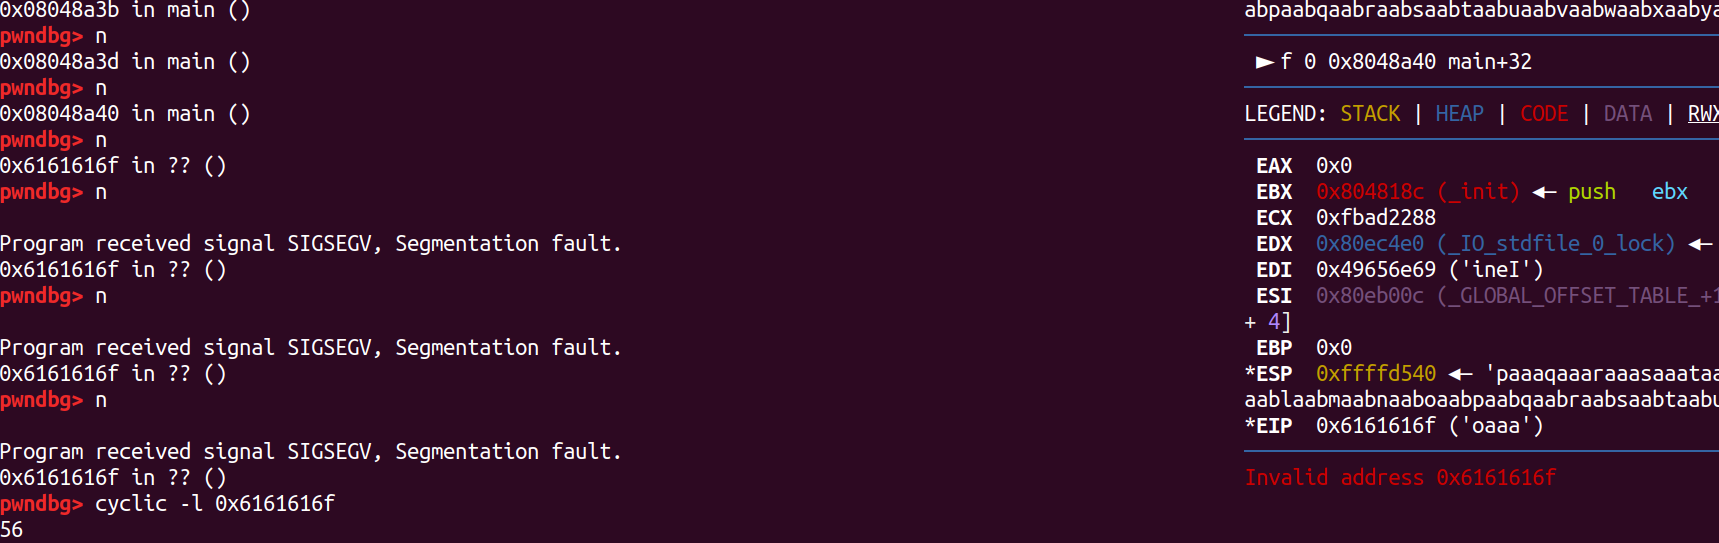 0x08048a3b in main ()
pwndbg> n
0x08048a3d in main ()
pwndbg> n
0x08048a40 in main ()
pwndbg> n
0x6161616f in ?? ()
pwndbg> n
Program received signal SIGSEGV, Segmentation fault.
0x6161616f in ?? ()
pwndbg> n
Program received signal SIGSEGV, Segmentation fault.
0x6161616f in ?? ()
pwndbg> n
Program received signal SIGSEGV, Segmentation fault.
0x6161616f in ?? ()
pwndbg> cyclic -l 0x6161616f
56
abpaabqaabraabsaabtaabuaabvaabwaabxaabya
► f 0 0x8048a40 main+32
LEGEND: STACK | HEAP | CODE | DATA | RWX
EAX 0x0
EBX 0x804818c (_init) ◂— push ebx
ECX 0xfbad2288
EDX 0x80ec4e0 (_IO_stdfile_0_lock) ◂—
EDI 0x49656e69 ('ineI')
ESI 0x80eb00c (_GLOBAL_OFFSET_TABLE_+1
+ 4]
EBP 0x0
*ESP 0xffffd540 ◂— 'paaaqaaaraaasaaataa
aablaabmaabnaaboaabpaabqaabraabsaabtaabu
*EIP 0x6161616f ('oaaa')
Invalid address 0x6161616f